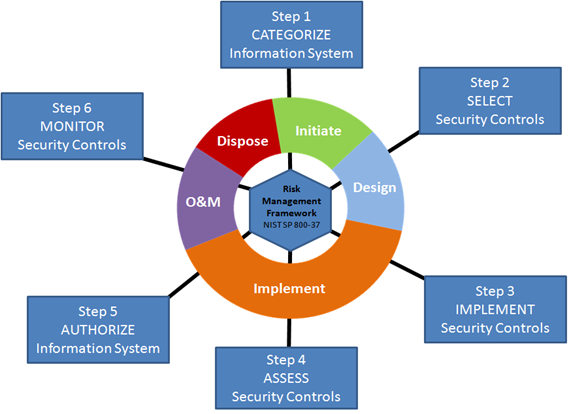 Step 1
CATEGORIZE
Information System
Step 2
SELECT
Security Controls
Step 6
MONITOR
Security Controls
Dispose
Initiate
Design
O&M
Risk
Management
Framework
NIST SP 800-37
Implement
Step 3
IMPLEMENT
Security Controls
Step 5
AUTHORIZE
Information System
Step 4
ASSESS
Security Controls